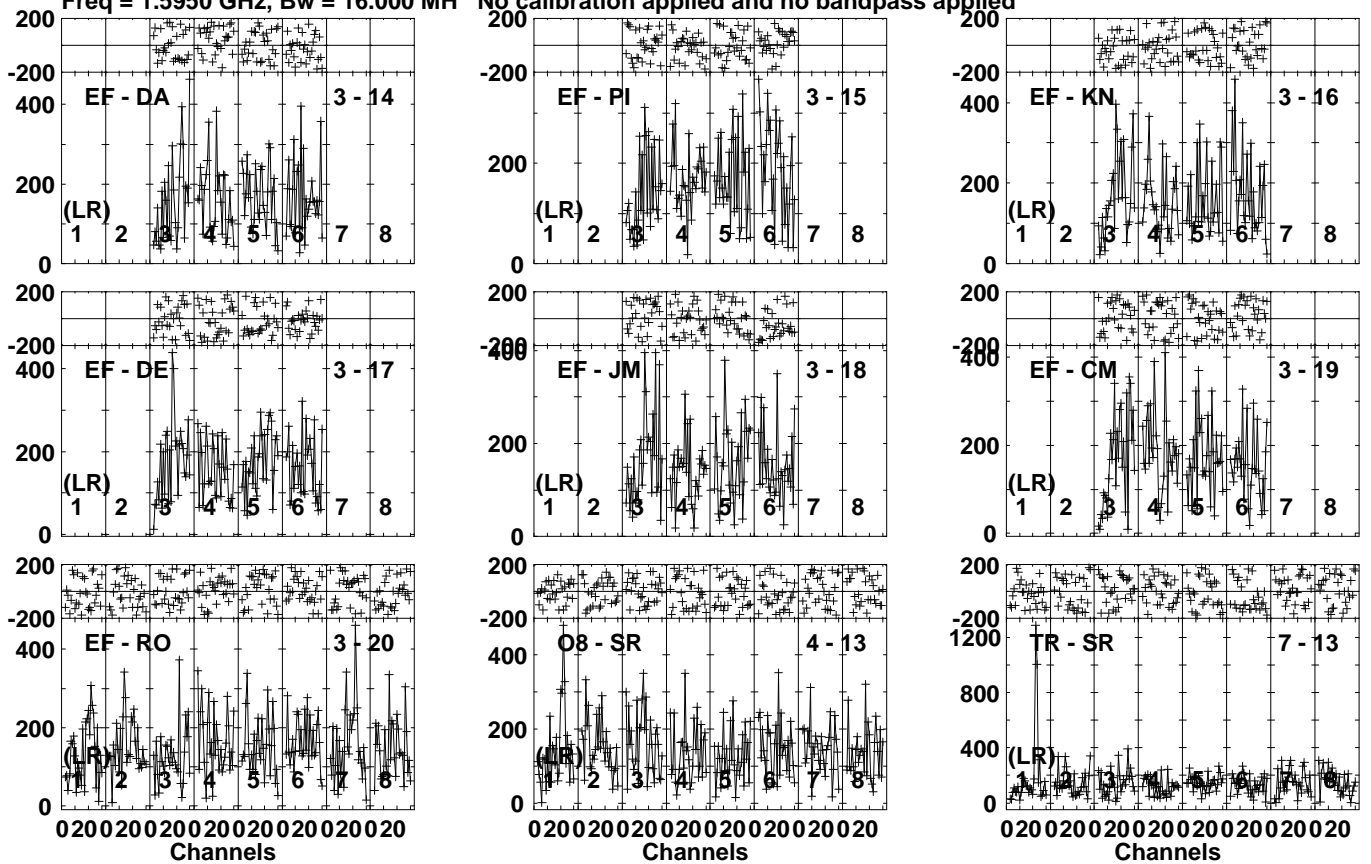 Freq = 1.5950 GHz, Bw = 16.000 MH No calibration applied and no bandpass applied
200 200 200
-200 -200 -200
EF - DA 3 - 14 EF - PI 3 - 15 EF - KN 3 - 16
400 400
200 200 200
(LR) (LR) (LR)
1 2 3 4 5 6 7 8 1 2 3 4 5 6 7 8 1 2 3 4 5 6 7 8
0 0 0
200 200 200
-200 -200 -200
400 400 400
EF - DE 3 - 17 EF - JM 3 - 18 EF - CM 3 - 19
200 200 200
(LR) (LR) (LR)
1 2 3 4 5 6 7 8 1 2 3 4 5 6 7 8 1 2 3 4 5 6 7 8
0 0 0
200 200 200
-200 -200 -200
EF - RO 3 - 20 O8 - SR 4 - 13 TR - SR 7 - 13
400 400 1200
1000
800
200 200 600
400
200
(LR) (LR) (LR)
1 2 3 4 5 6 7 8 1 2 3 4 5 6 7 8 1 2 3 4 5 6 7 8
0 0 0
0 20 0 20 0 20 0 20 0 20 0 20 0 20 0 20 0 20 0 20 0 20 0 20 0 20 0 20 0 20 0 20 0 20 0 20 0 20 0 20 0 20 0 20 0 20 0 20
Channels Channels Channels